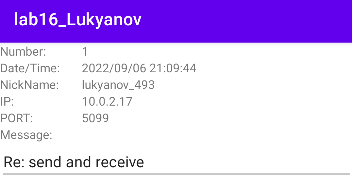 lab16_Lukyanov
Number: 1
Date/Time: 2022/09/06 21:09:44
NickName: lukyanov_493
IP: 10.0.2.17
PORT: 5099
Message:
Re: send and receive